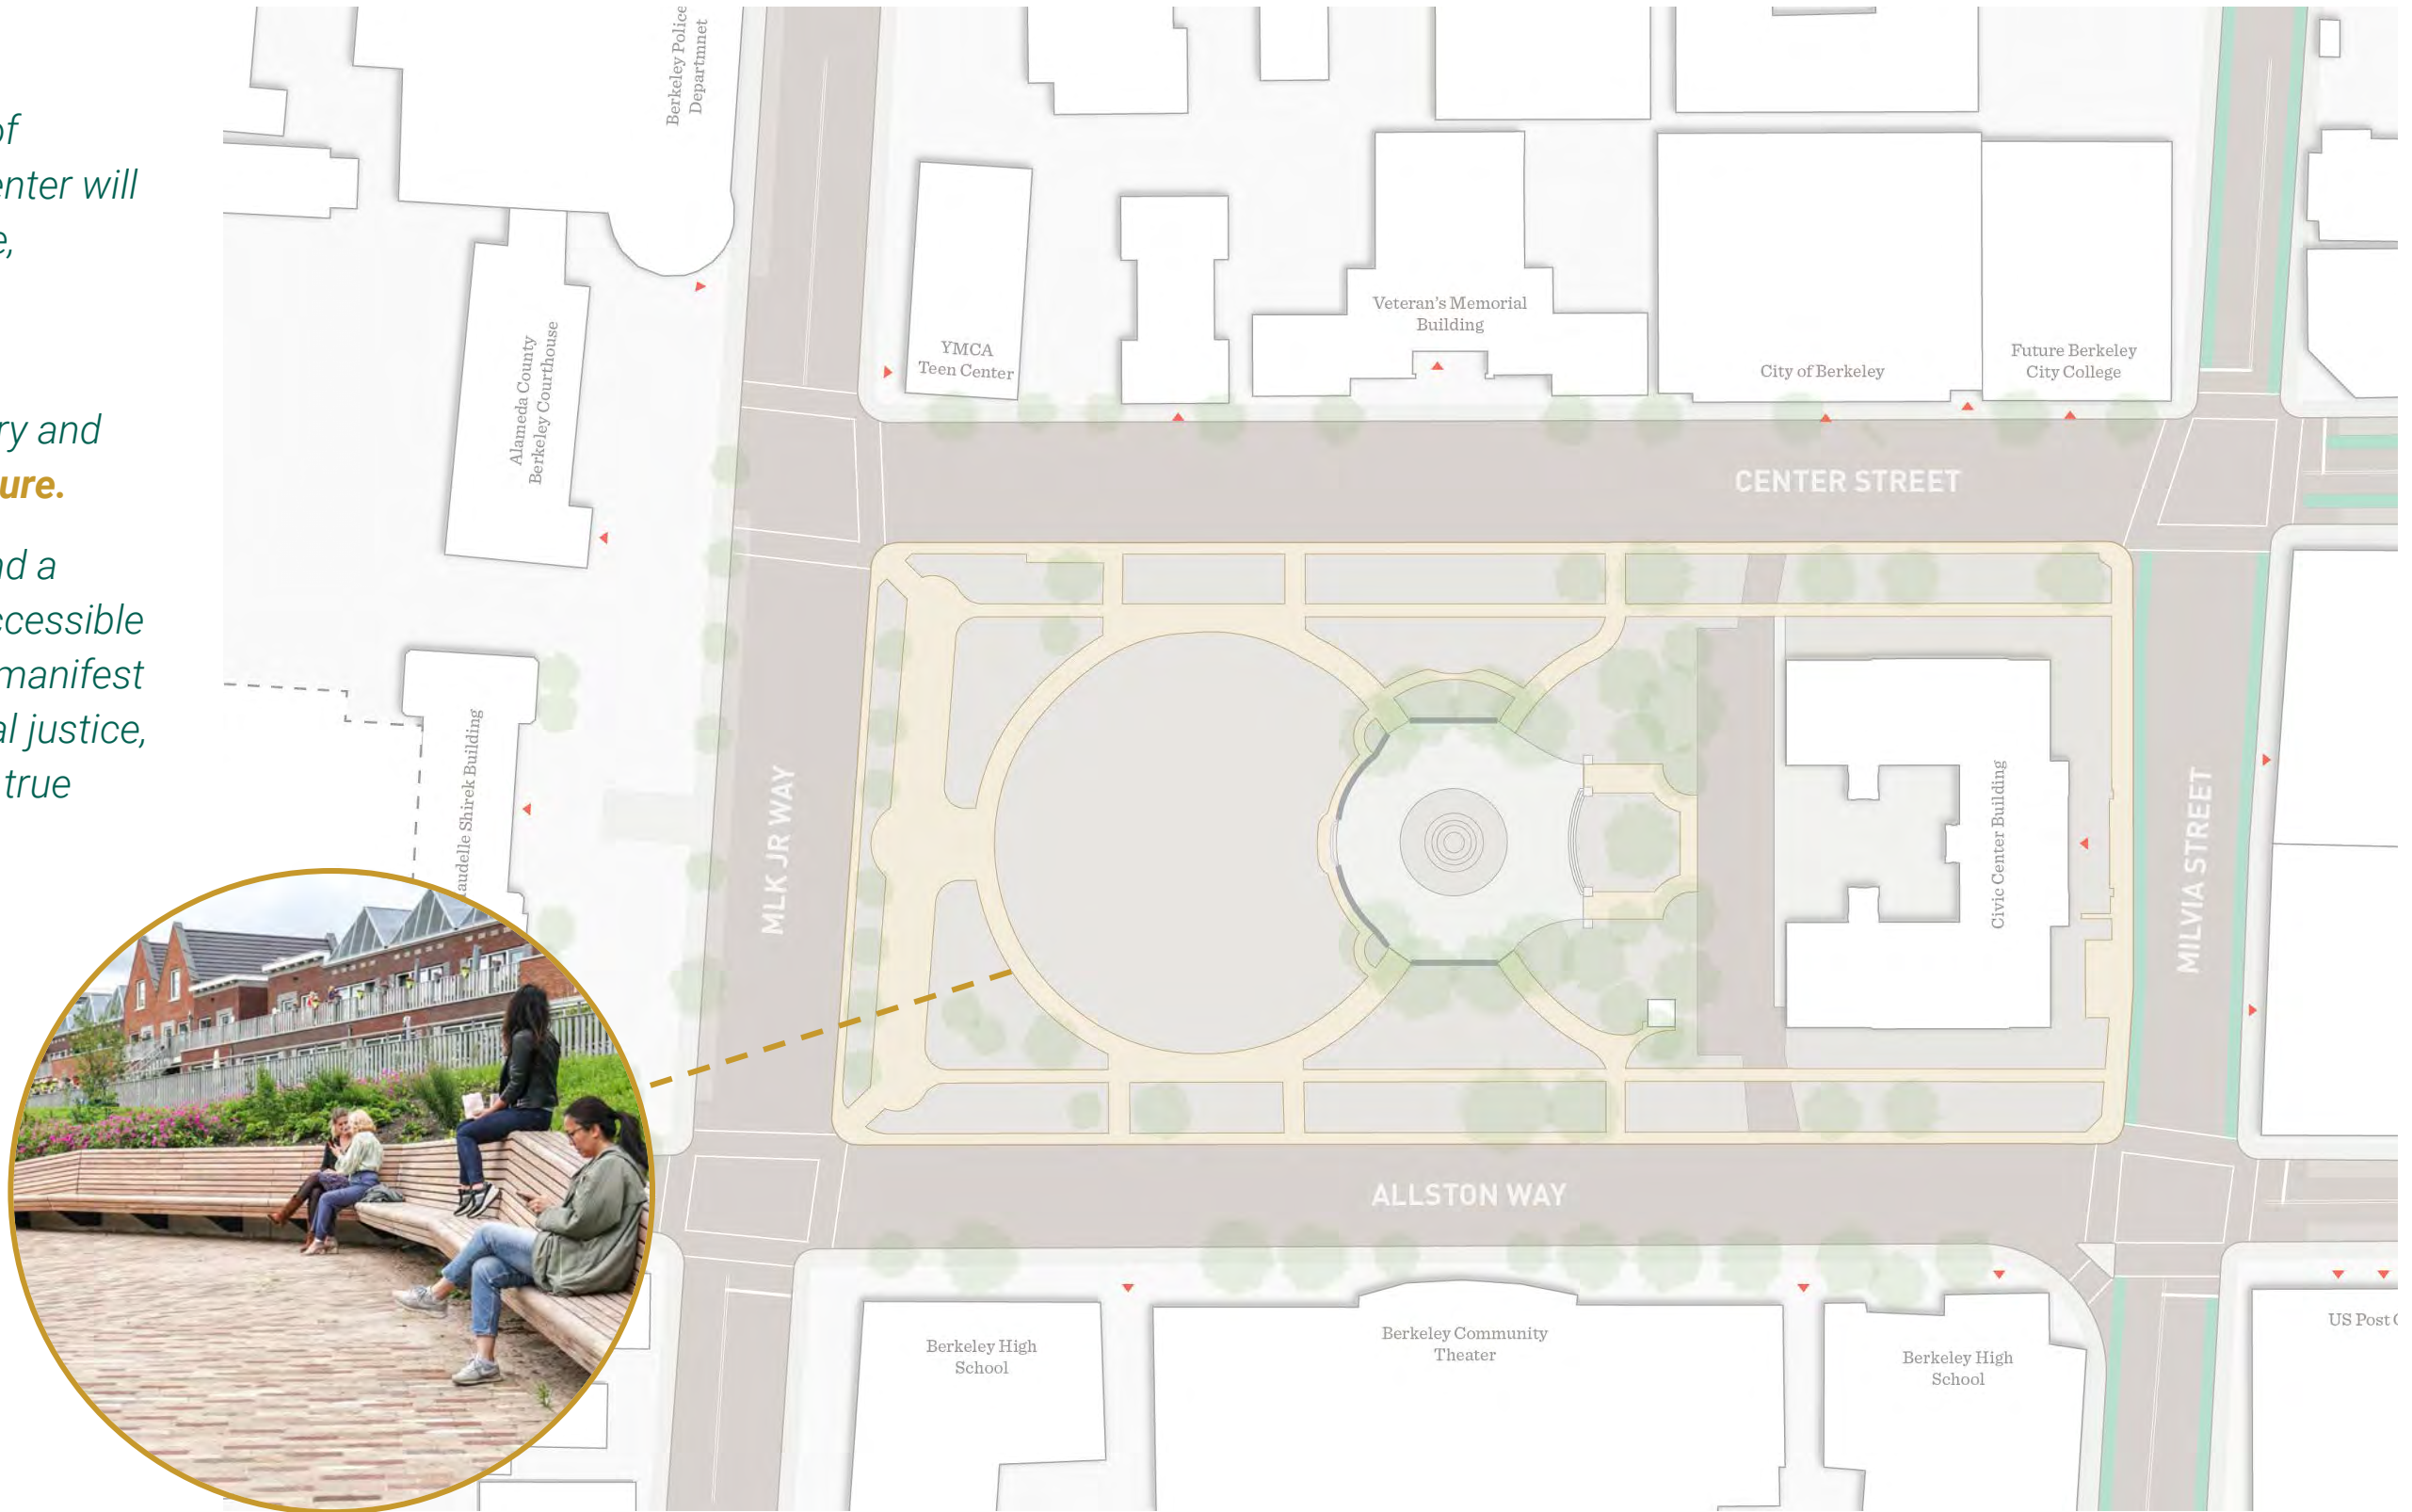 of
enter will
e,
ry and
ure.
nd a
ccessible
manifest
al justice,
true
Berkeley Police
Departmnet
Alameda County
Berkeley Courthouse
YMCA
Teen Center
Veteran's Memorial
Building
City of Berkeley
Future Berkeley
City College
CENTER STREET
audelle Shirek Building
MLK JR WAY
Civic Center Building
MILVIA STREET
ALLSTON WAY
Berkeley High
School
Berkeley Community
Theater
Berkeley High
School
US Post